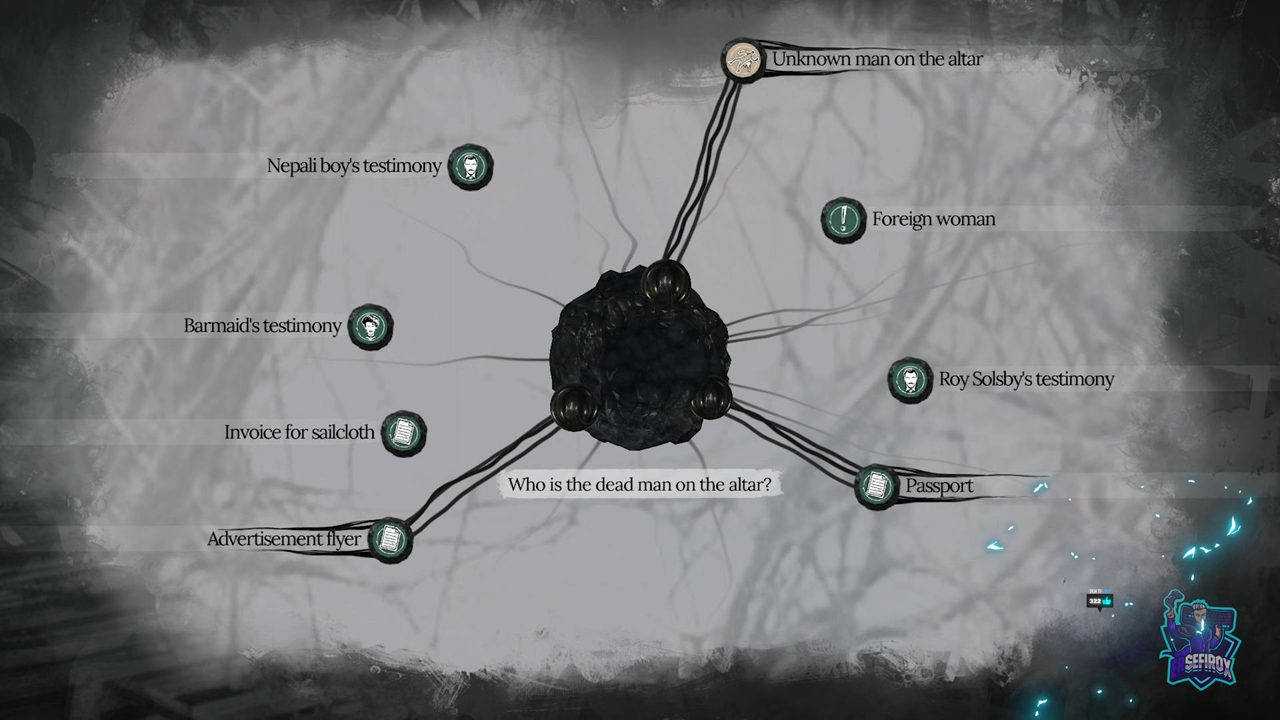 Unknown man on the altar
Nepali boy's testimony
Foreign woman
Barmaid's testimony
Roy Solsby's testimony
Invoice for sailcloth
Who is the dead man on the altar?
Passport
Advertisement flyer
322
SEFIROX